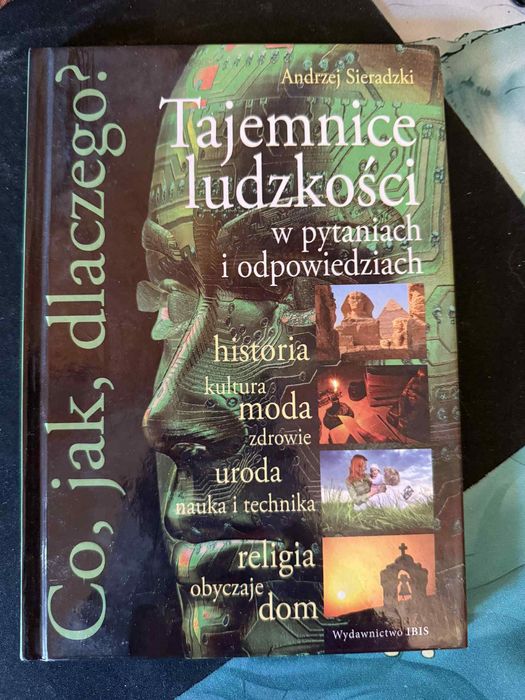 Co, jak, dlaczego?
Andrzej Sieradzki
Tajemnice
ludzkości
w pytaniach
i odpowiedziach
historia
kultura
moda
zdrowie
uroda
nauka i technika
religia
obyczaje
dom
Wydawnictwo IBIS